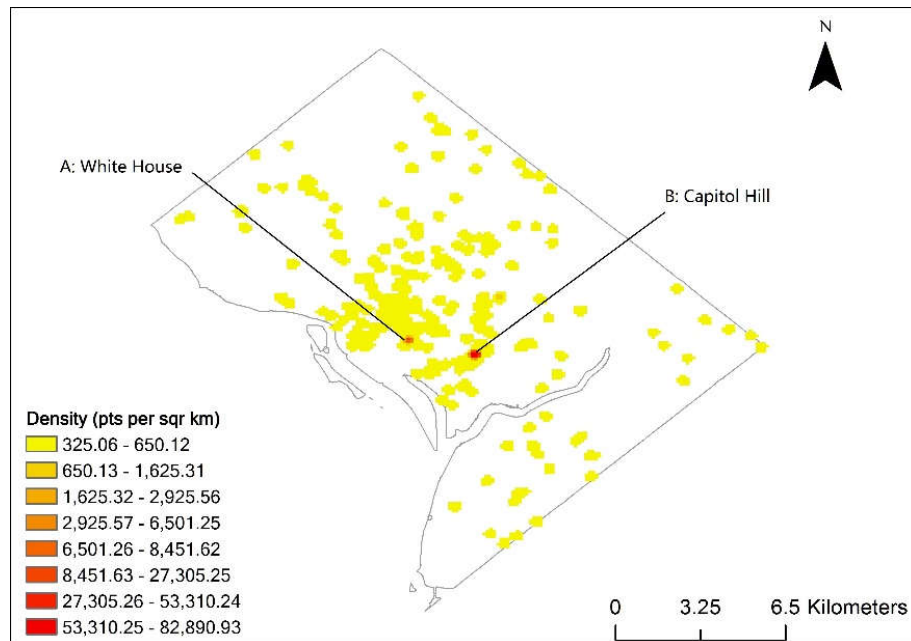 N
A: White House
B: Capitol Hill
Density (pts per sqr km)
325.06 - 650.12
650.13 - 1,625.31
1,625.32 - 2,925.56
2,925.57 - 6,501.25
6,501.26 - 8,451.62
8,451.63 - 27,305.25
27,305.26 - 53,310.24
53,310.25 - 82,890.93
0 3.25 6.5 Kilometers